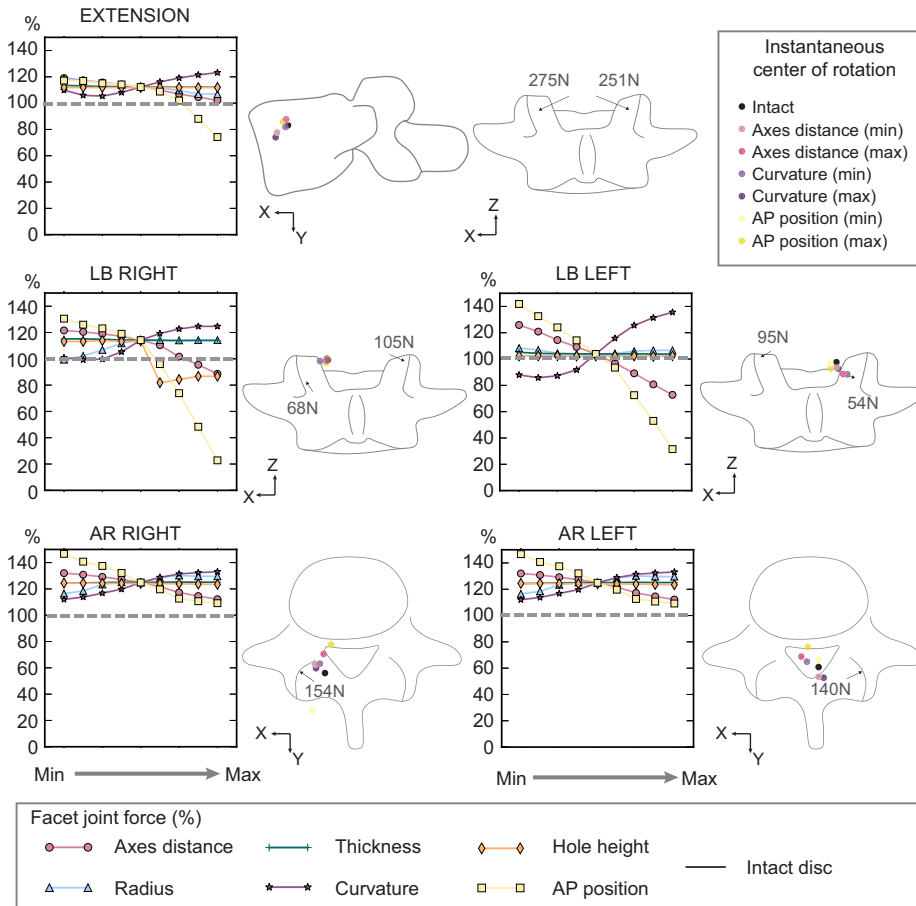 EXTENSION
%
140
120
100
80
60
40
20
0
X
Y
275N
251N
Z
X
Instantaneous
center of rotation
Intact
Axes distance (min)
Axes distance (max)
Curvature (min)
Curvature (max)
AP position (min)
AP position (max)
LB RIGHT
%
140
120
100
80
60
40
20
0
105N
68N
Z
X
LB LEFT
%
140
120
100
80
60
40
20
0
95N
54N
Z
X
AR RIGHT
%
140
120
100
80
60
40
20
0
Min
Max
154N
X
Y
AR LEFT
%
140
120
100
80
60
40
20
0
Min
Max
140N
X
Y
Facet joint force (%)
Axes distance
Thickness
Hole height
Intact disc
Radius
Curvature
AP position